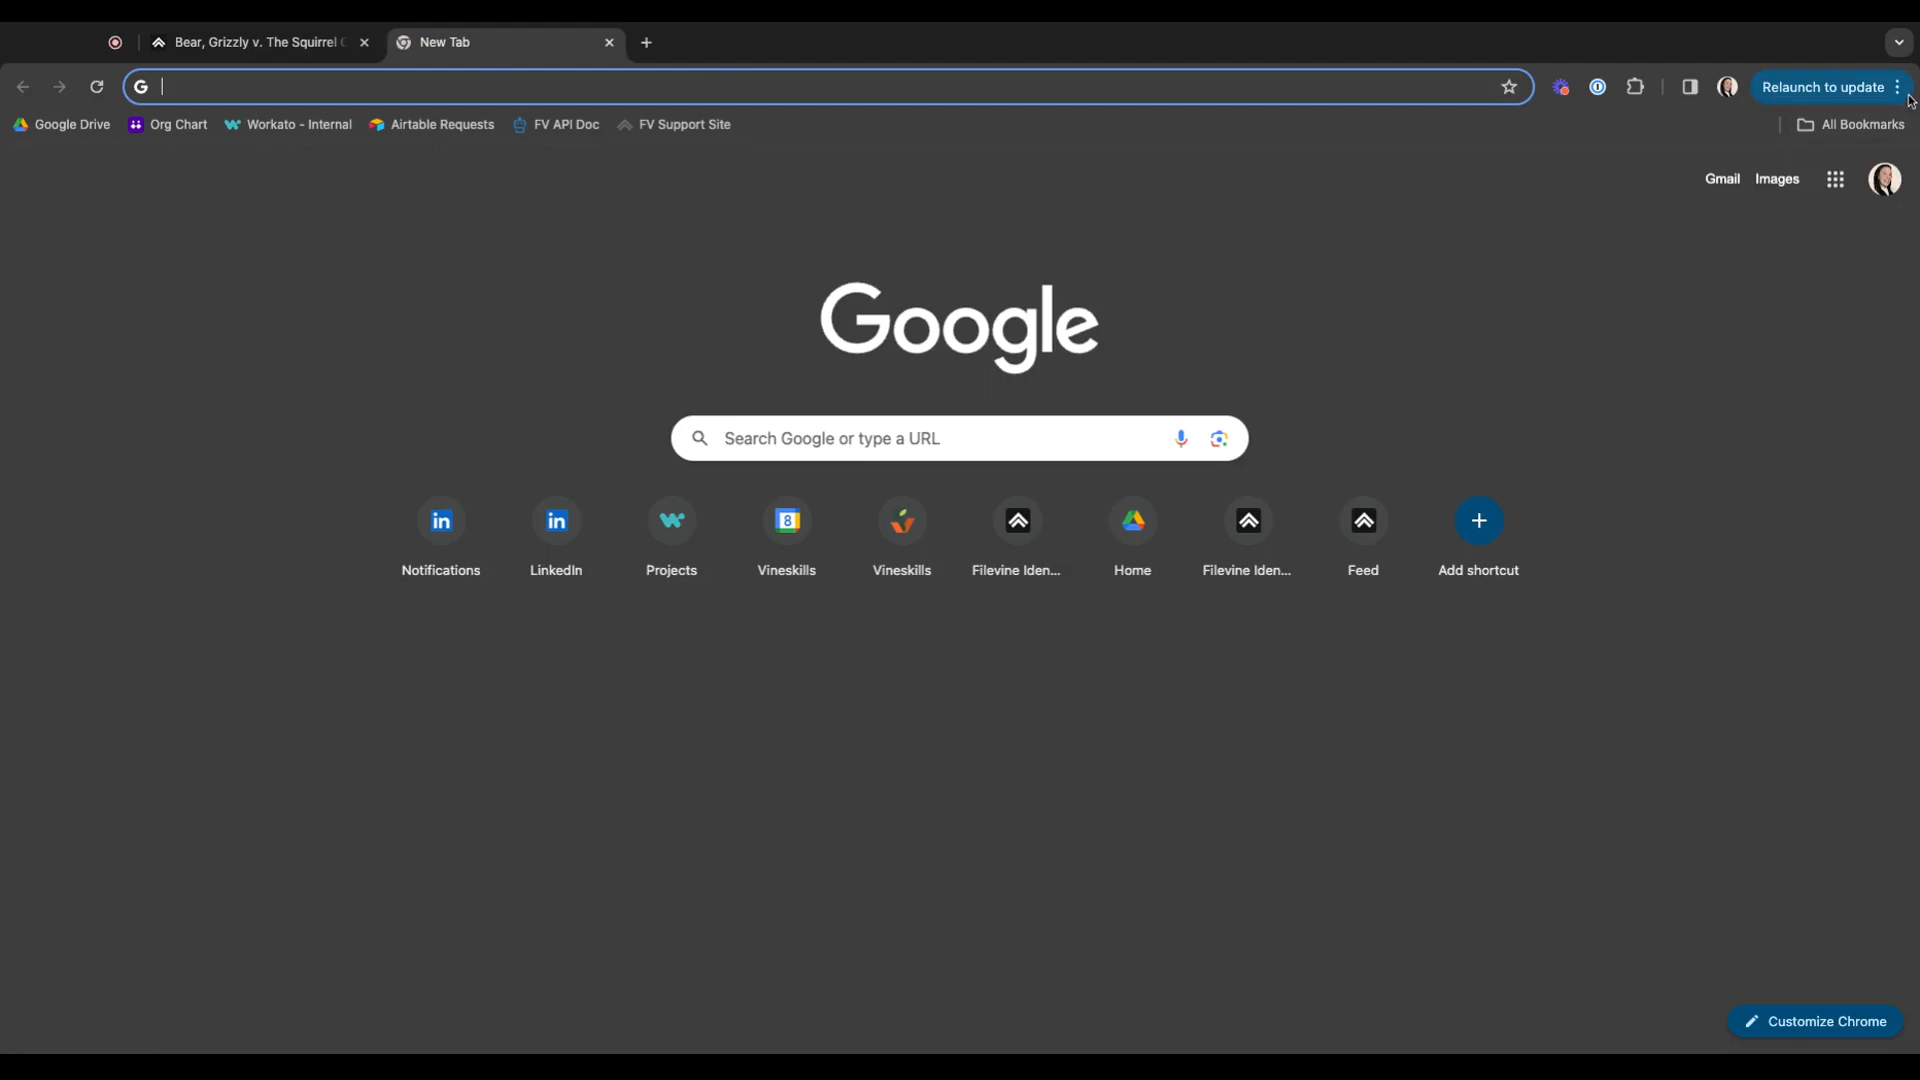 Bear, Grizzly v. The Squirrel
New Tab
Relaunch to update
Google Drive
Org Chart
Workato - Internal
Airtable Requests
FV API Doc
FV Support Site
All Bookmarks
Gmail
Images
Google
Search Google or type a URL
Notifications
LinkedIn
Projects
Vineskills
Vineskills
Filevine Iden...
Home
Filevine Iden...
Feed
Add shortcut
Customize Chrome